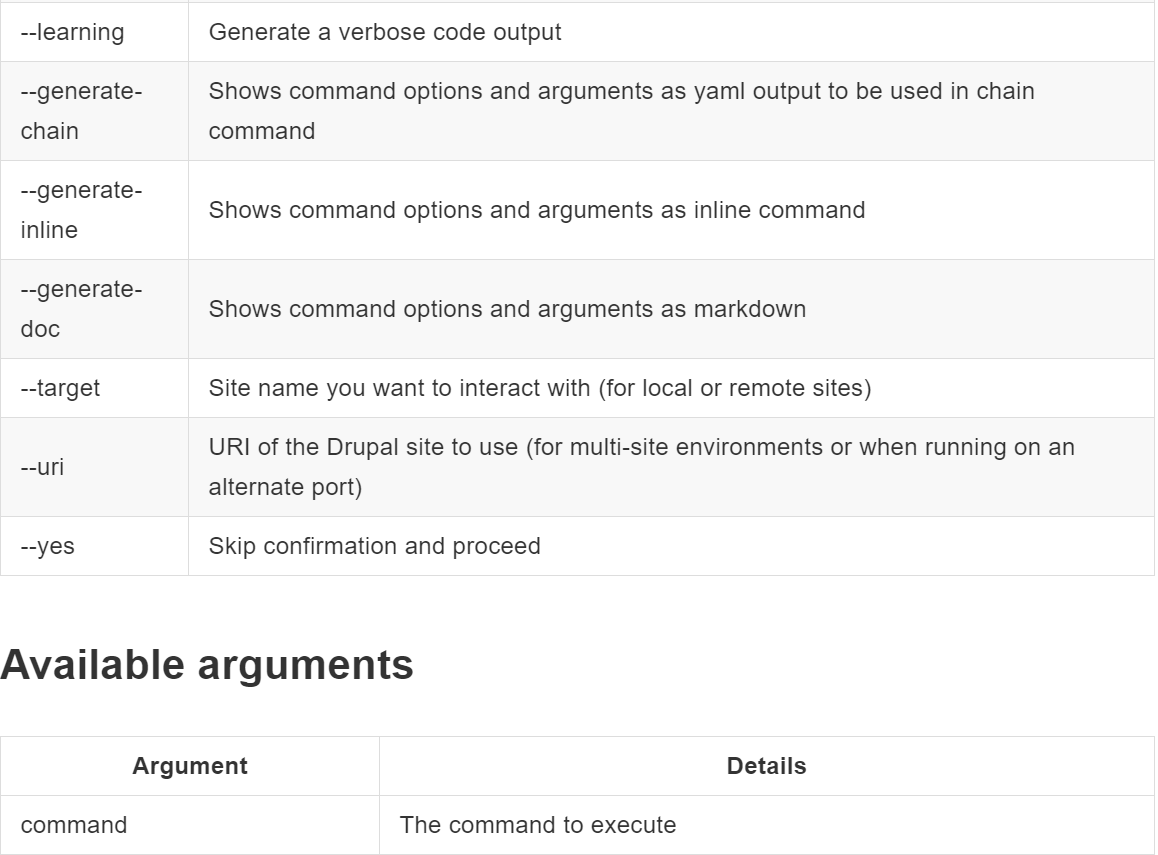 --learning
Generate a verbose code output
--generate-
chain
Shows command options and arguments as yaml output to be used in chain
command
--generate-
inline
Shows command options and arguments as inline command
--generate-
doc
Shows command options and arguments as markdown
--target
Site name you want to interact with (for local or remote sites)
--uri
URI of the Drupal site to use (for multi-site environments or when running on an
alternate port)
--yes
Skip confirmation and proceed
Available arguments
Argument
Details
command
The command to execute